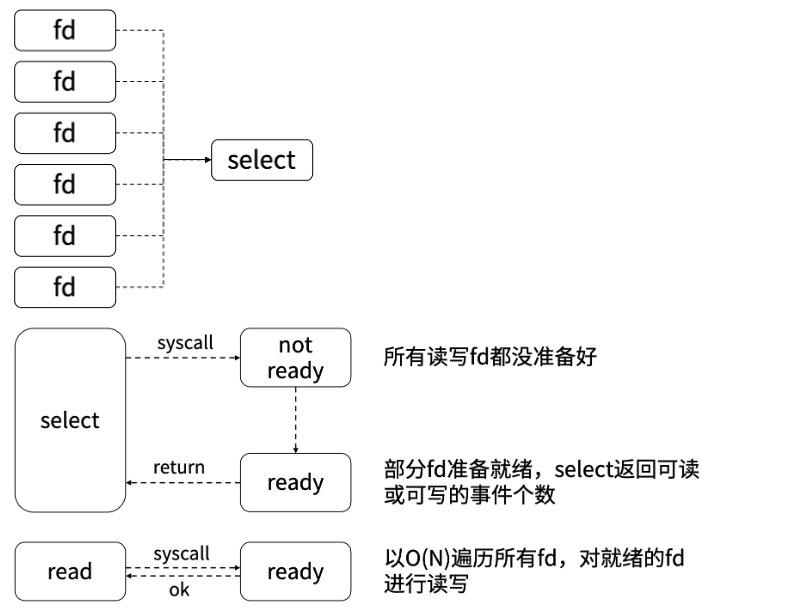 fd
fd
fd
select
fd
fd
fd
syscall
not
ready
所有读写fd都没准备好
select
return
ready
部分fd准备就绪，select返回可读
或可写的事件个数
read
syscall
ok
ready
以O(N)遍历所有fd，对就绪的fd
进行读写